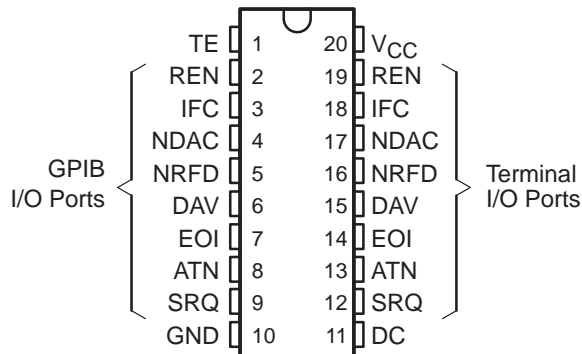 TE 1 20 VCC
REN 2 19 REN
IFC 3 18 IFC
NDAC 4 17 NDAC
NRFD 5 16 NRFD
DAV 6 15 DAV
EOI 7 14 EOI
ATN 8 13 ATN
SRQ 9 12 SRQ
GND 10 11 DC
GPIB
I/O Ports
Terminal
I/O Ports